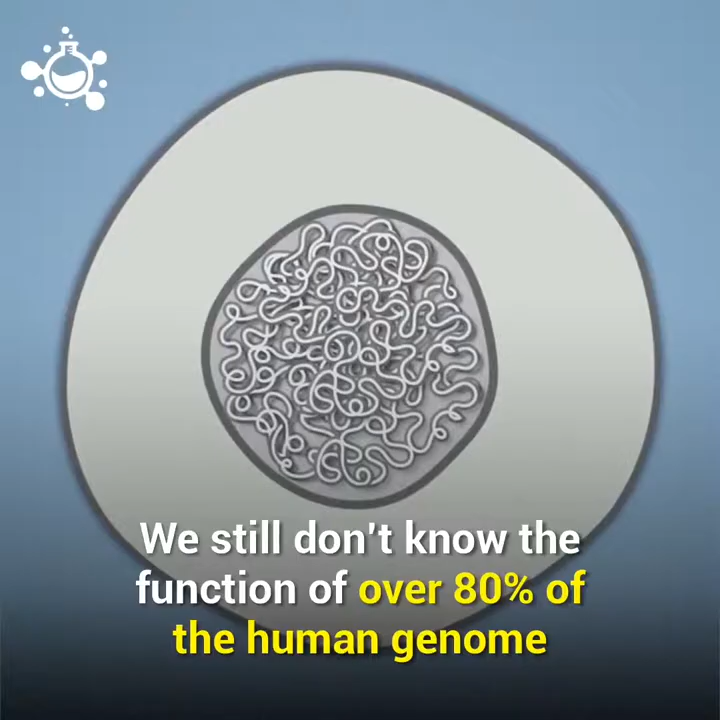 We still don't know the
function of over 80% of
the human genome